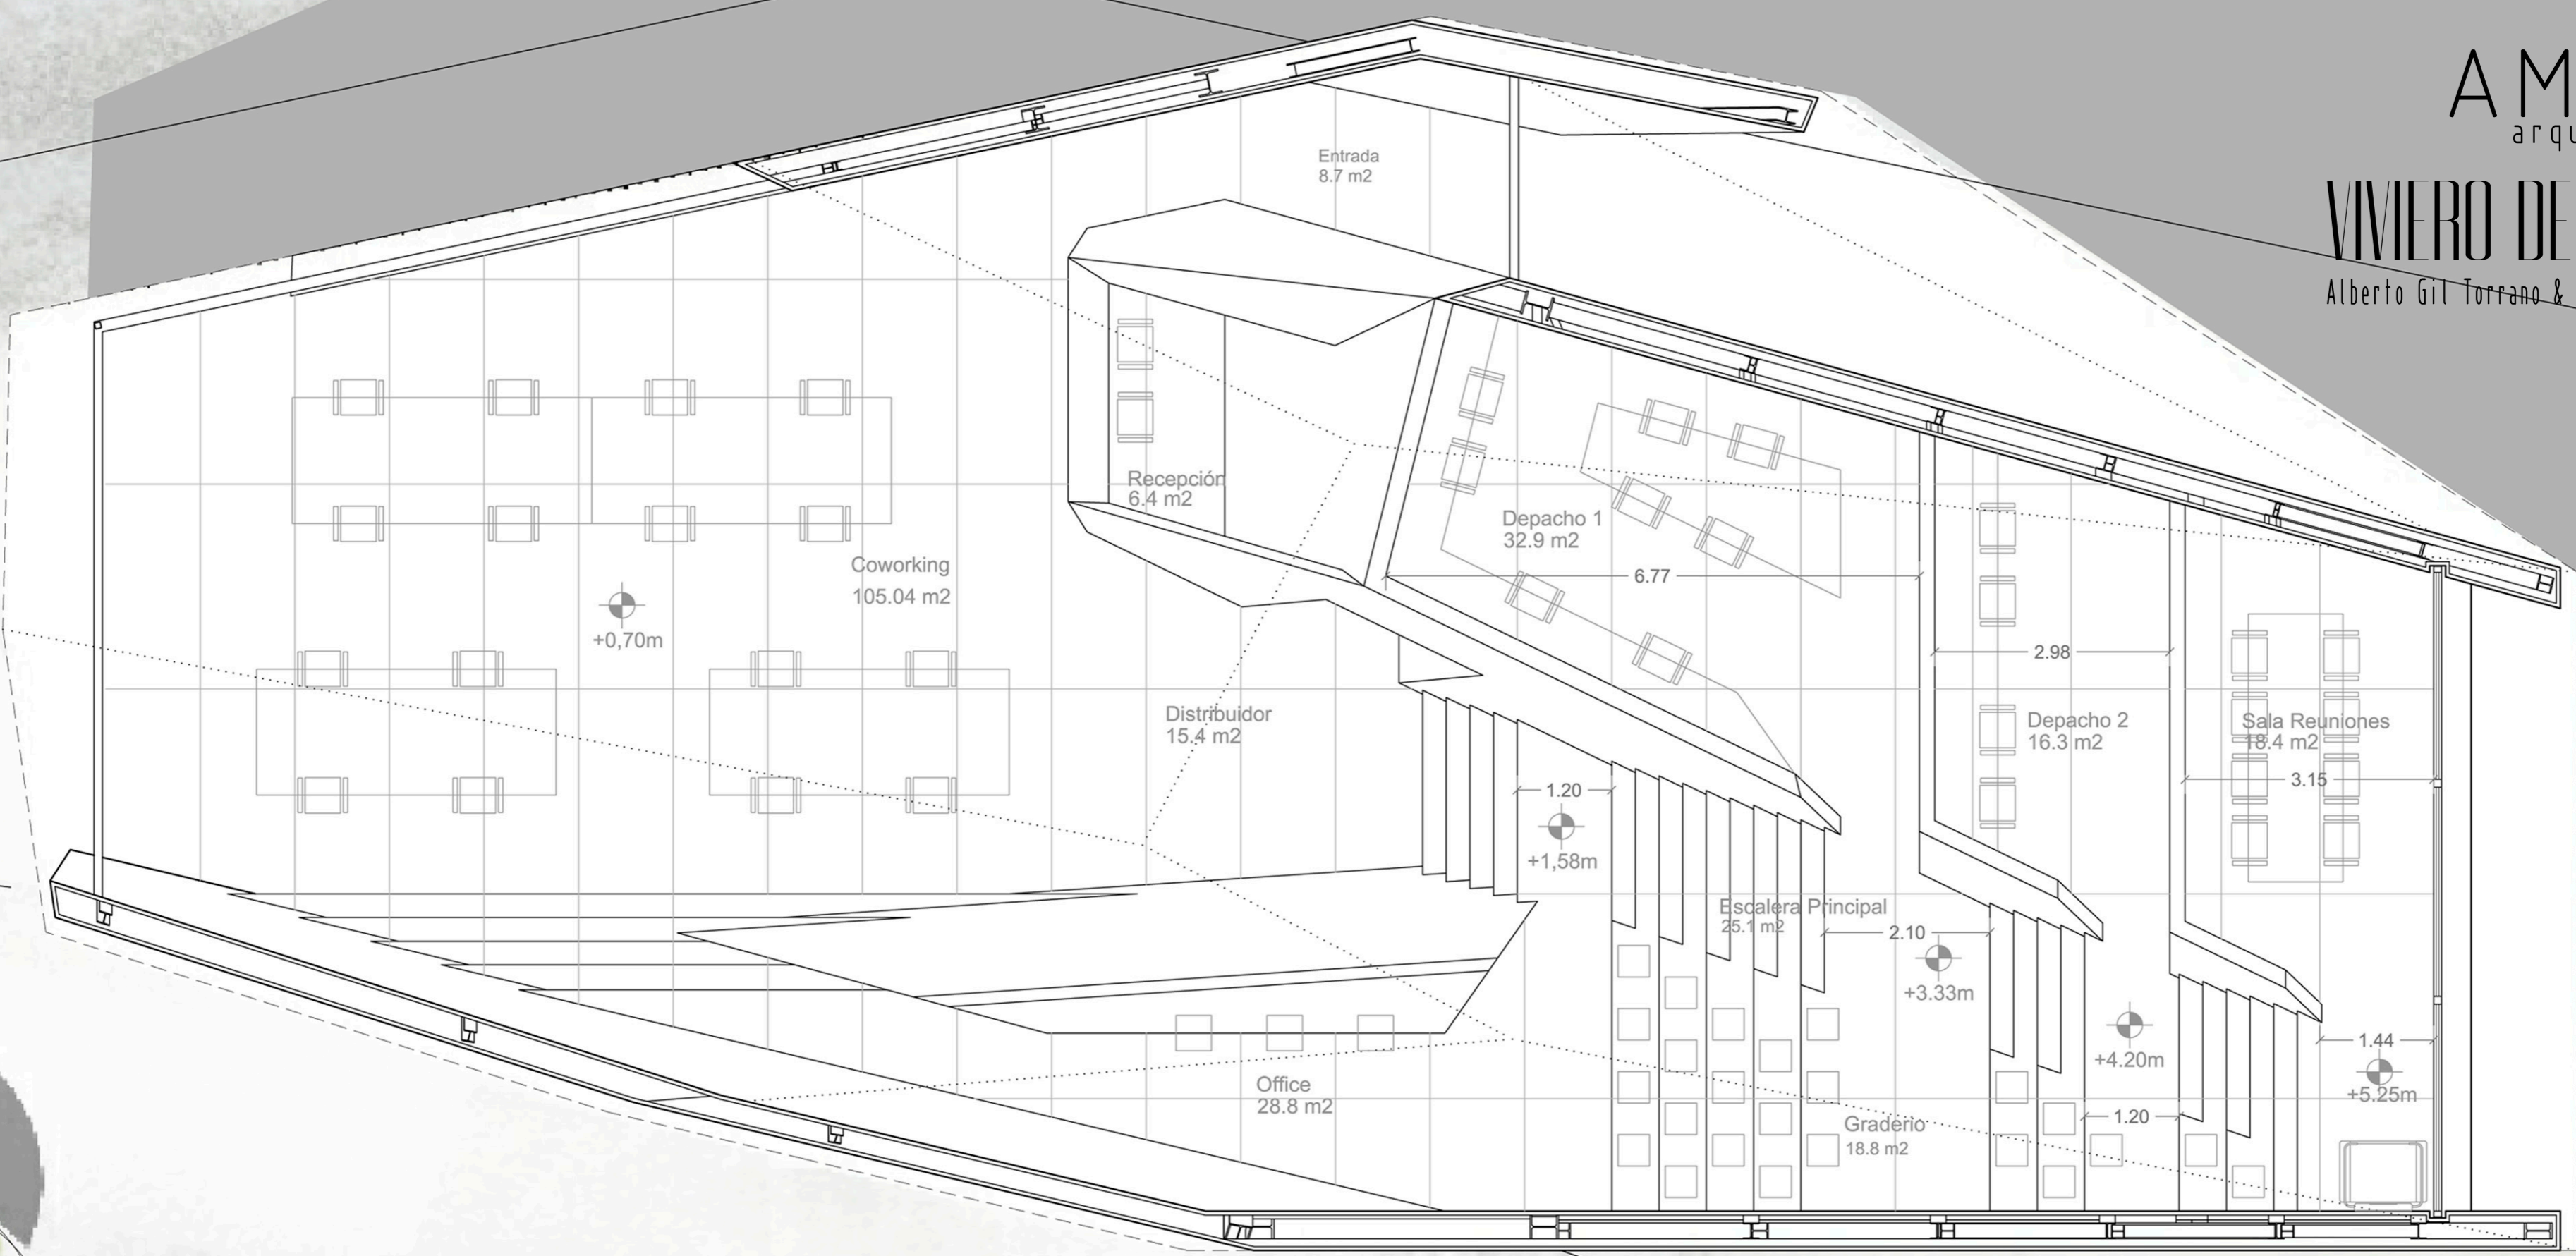 AM
arqu
VIVIERO DE
Alberto Gil Torrano &
Entrada
8.7 m2
Recepción
6.4 m2
Depacho 1
32.9 m2
Coworking
105.04 m2
6.77
+0,70m
2.98
Distribuidor
15.4 m2
Depacho 2
16.3 m2
Sala Reuniones
18.4 m2
3.15
1.20
+1,58m
Escalera Principal
25.1 m2
2.10
+3.33m
1.44
+4.20m
+5.25m
Office
28.8 m2
1.20
Graderio
18.8 m2